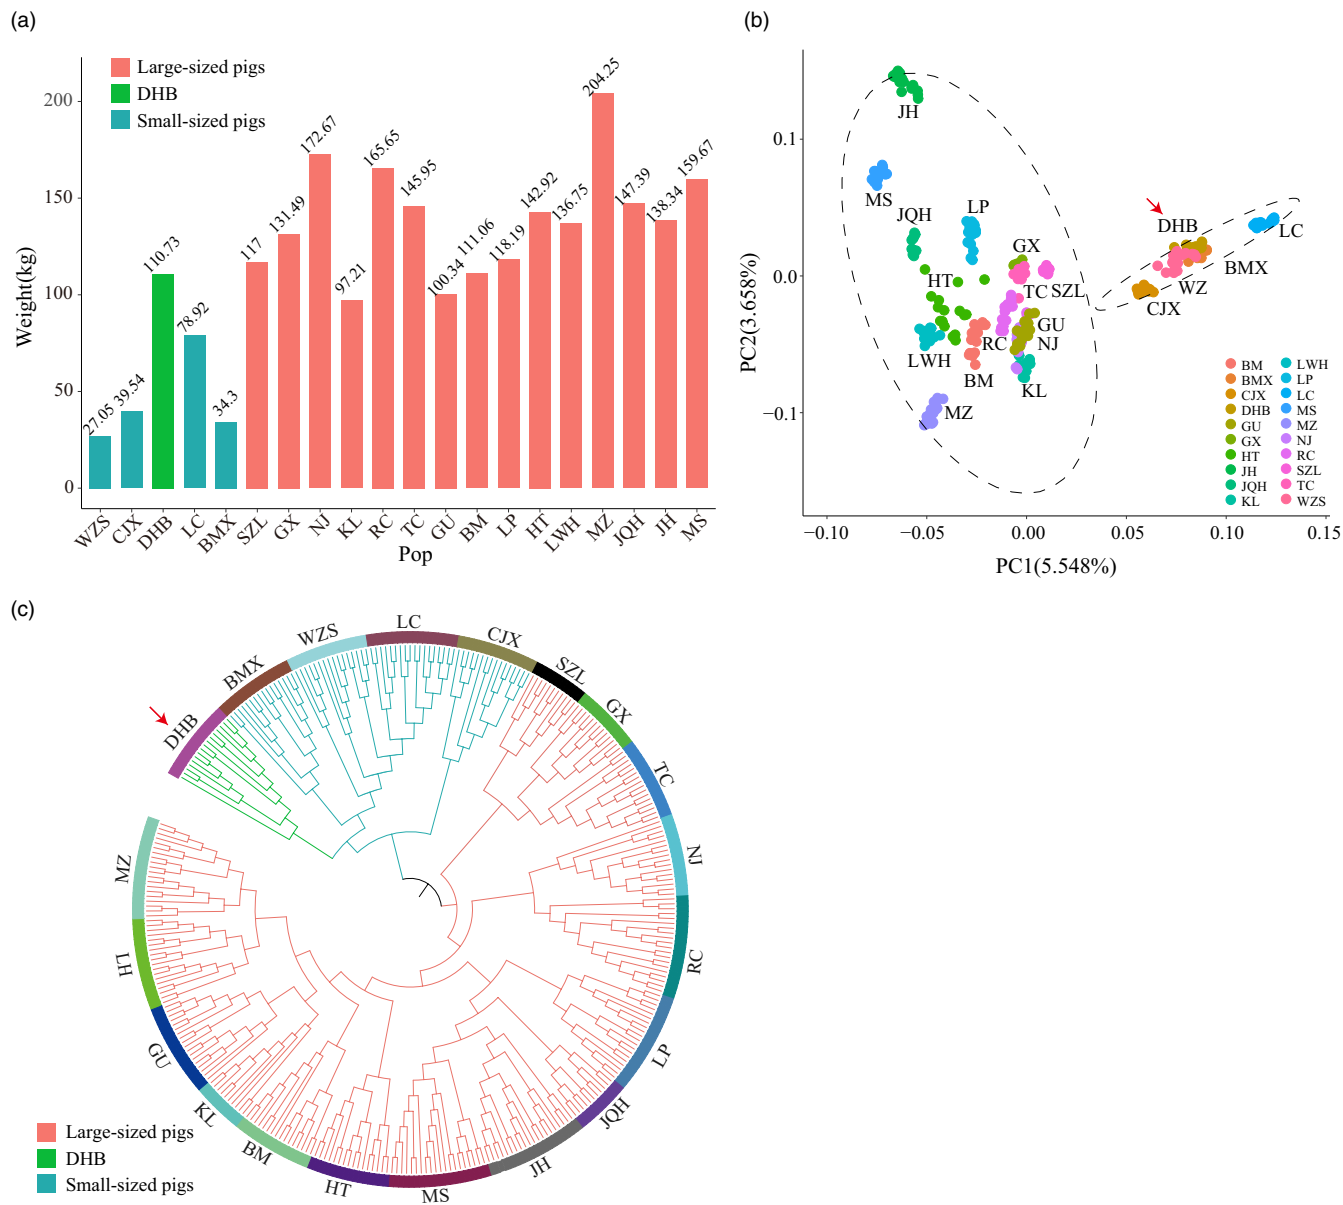 (a)
Large-sized pigs
DHB
Small-sized pigs
Weight(kg)
200
150
100
50
0
27.05
39.54
110.73
78.92
34.3
117
131.49
172.67
97.21
165.65
145.95
100.34
111.06
118.19
142.92
136.75
204.25
147.39
138.34
159.67
WZS
CJX
DHB
LC
BMX
SZL
GX
NJ
KL
RC
TC
GU
BM
LP
HT
LWH
MZ
JQH
JH
MS
Pop
(b)
PC2(3.658%)
0.1
0.0
−0.1
JH
MS
JQH
LP
HT
GX
TC
SZL
GU
NJ
RC
LWH
BM
KL
MZ
DHB
LC
BMX
WZ
CJX
BM
BMX
CJX
DHB
GU
GX
HT
JH
JQH
KL
LWH
LP
LC
MS
MZ
NJ
RC
SZL
TC
WZS
−0.10
−0.05
0.00
0.05
0.10
0.15
PC1(5.548%)
(c)
DHB
BMX
WZS
LC
CJX
SZL
GX
TC
NJ
RC
LP
JQH
JH
MS
HT
BM
KL
GU
LH
MZ
Large-sized pigs
DHB
Small-sized pigs